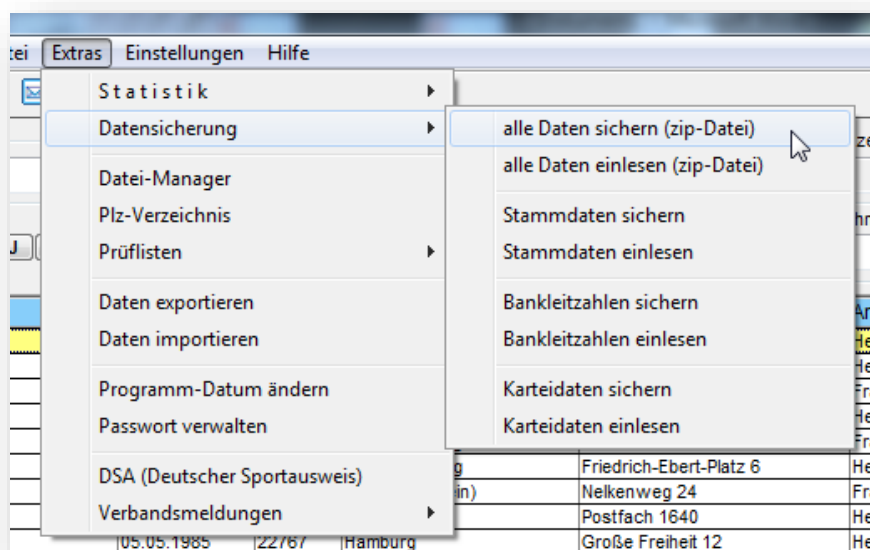 Extras Einstellungen Hilfe
Statistik
Datensicherung
Datei-Manager
Plz-Verzeichnis
Prüflisten
Daten exportieren
Daten importieren
Programm-Datum ändern
Passwort verwalten
DSA (Deutscher Sportausweis)
Verbandsmeldungen
alle Daten sichern (zip-Datei)
alle Daten einlesen (zip-Datei)
Stammdaten sichern
Stammdaten einlesen
Bankleitzahlen sichern
Bankleitzahlen einlesen
Karteidaten sichern
Karteidaten einlesen
Friedrich-Ebert-Platz 6
Nelkenweg 24
Postfach 1640
05.05.1985 22767 Hamburg Große Freiheit 12